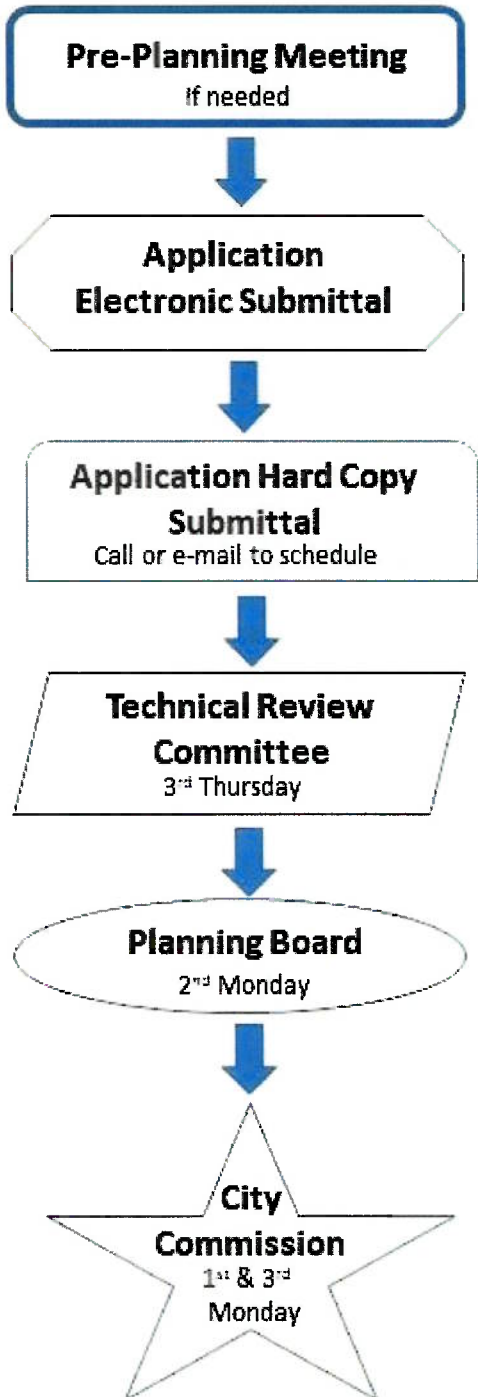 Pre-Planning Meeting
If needed
Application
Electronic Submittal
Application Hard Copy
Submittal
Call or e-mail to schedule
Technical Review
Committee
3rd Thursday
Planning Board
2nd Monday
City
Commission
1st & 3rd
Monday